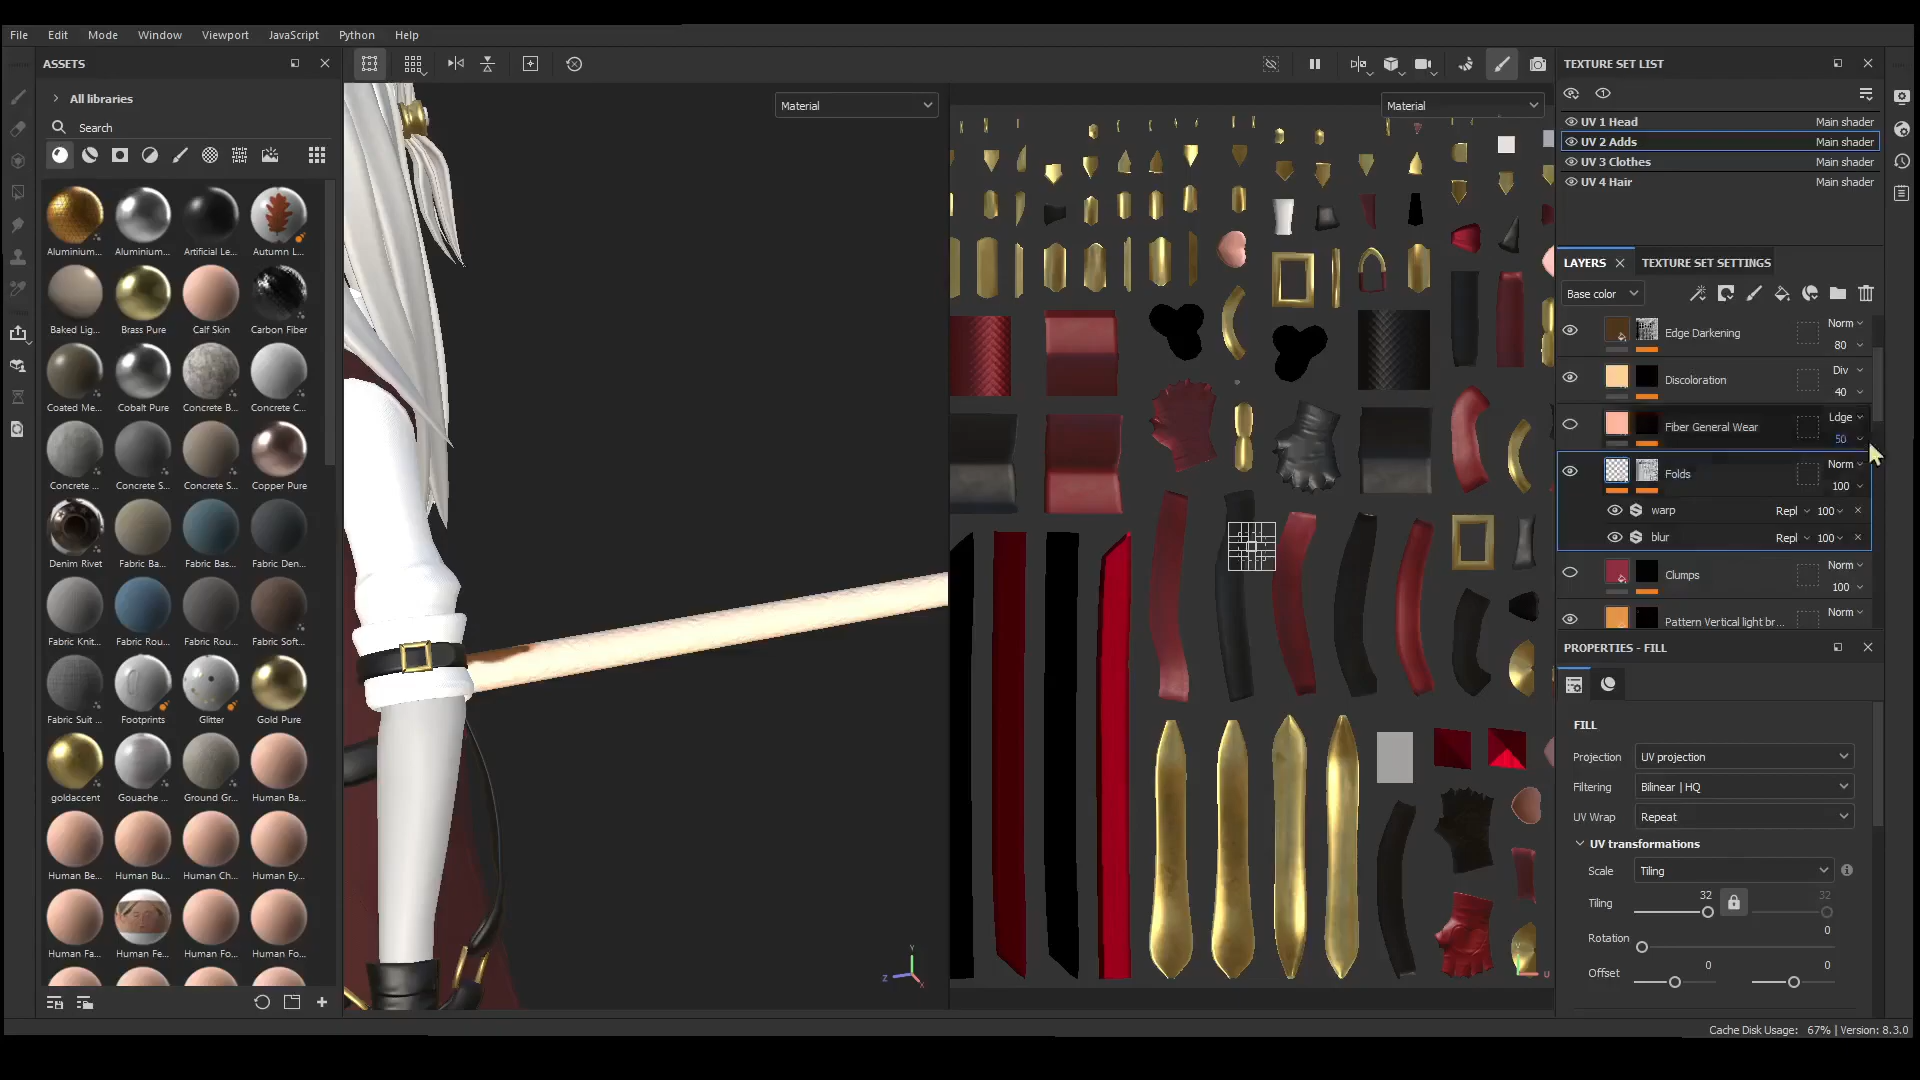 File Edit Mode Window Viewport JavaScript Python Help
ASSETS
All libraries
Search
Aluminium... Aluminium... Artificial Le... Autumn L...
Baked Lig... Brass Pure Calf Skin Carbon Fiber
Coated Me... Cobalt Pure Concrete B... Concrete C...
Concrete ... Concrete S... Concrete S... Copper Pure
Denim Rivet Fabric Ba... Fabric Bas... Fabric Den...
Fabric Knit... Fabric Rou... Fabric Rou... Fabric Soft...
Fabric Suit ... Footprints Glitter Gold Pure
goldaccent Gouache ... Ground Gr... Human Ba...
Human Be... Human Bu... Human Ch... Human Ey...
Human Fa... Human Fe... Human Fo... Human Fo...
Material
Material
Y
Z
U
TEXTURE SET LIST
UV 1 Head Main shader
UV 2 Adds Main shader
UV 3 Clothes Main shader
UV 4 Hair Main shader
LAYERS TEXTURE SET SETTINGS
Base color
Edge Darkening Norm 80
Discoloration Div 40
Fiber General Wear Ldge 50
Folds Norm 100
warp Repl 100
blur Repl 100
Clumps Norm 100
Pattern Vertical light br... Norm
PROPERTIES - FILL
FILL
Projection UV projection
Filtering Bilinear | HQ
UV Wrap Repeat
UV transformations
Scale Tiling
Tiling 32 32
Rotation 0
Offset 0 0
Cache Disk Usage: 67% | Version: 8.3.0